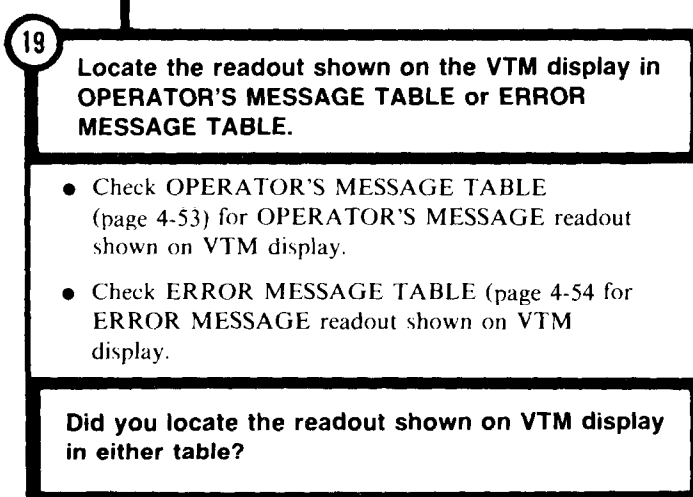 19
Locate the readout shown on the VTM display in
OPERATOR'S MESSAGE TABLE or ERROR
MESSAGE TABLE.
● Check OPERATOR'S MESSAGE TABLE
(page 4-53) for OPERATOR'S MESSAGE readout
shown on VTM display.
● Check ERROR MESSAGE TABLE (page 4-54 for
ERROR MESSAGE readout shown on VTM
display.
Did you locate the readout shown on VTM display
in either table?